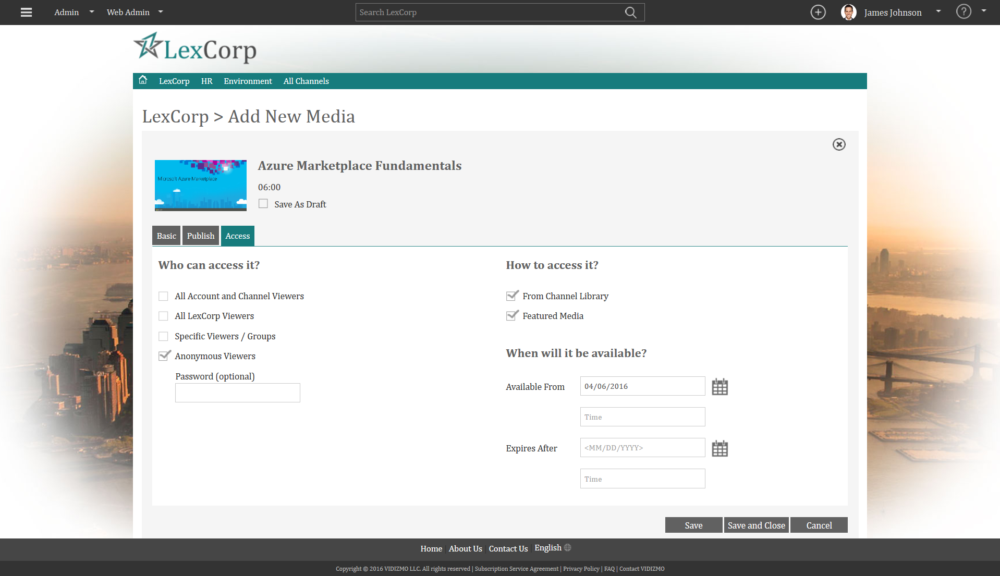 Admin Web Admin Search LexCorp James Johnson ?
LexCorp
LexCorp HR Environment All Channels
LexCorp > Add New Media
Azure Marketplace Fundamentals
Microsoft Azure Marketplace
06:00
Save As Draft
Basic Publish Access
Who can access it?
All Account and Channel Viewers
All LexCorp Viewers
Specific Viewers / Groups
Anonymous Viewers
Password (optional)
How to access it?
From Channel Library
Featured Media
When will it be available?
Available From 04/06/2016
Time
Expires After <MM/DD/YYYY>
Time
Save Save and Close Cancel
Home | About Us | Contact Us | English
Copyright © 2016 VIDIZMO LLC. All rights reserved | Subscription Service Agreement | Privacy Policy | FAQ | Contact VIDIZMO